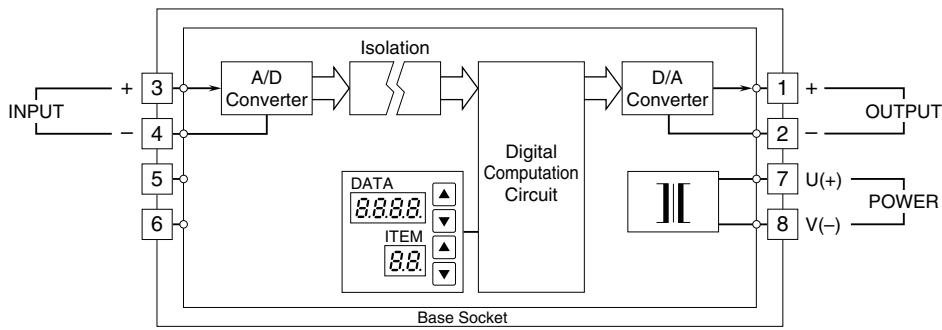 Isolation
A/D
Converter
D/A
Converter
INPUT
+ 3
– 4
5
6
1 +
2 –
OUTPUT
7 U(+)
8 V(–)
POWER
Digital
Computation
Circuit
DATA
8.8.8.8.
ITEM
8.8.
Base Socket